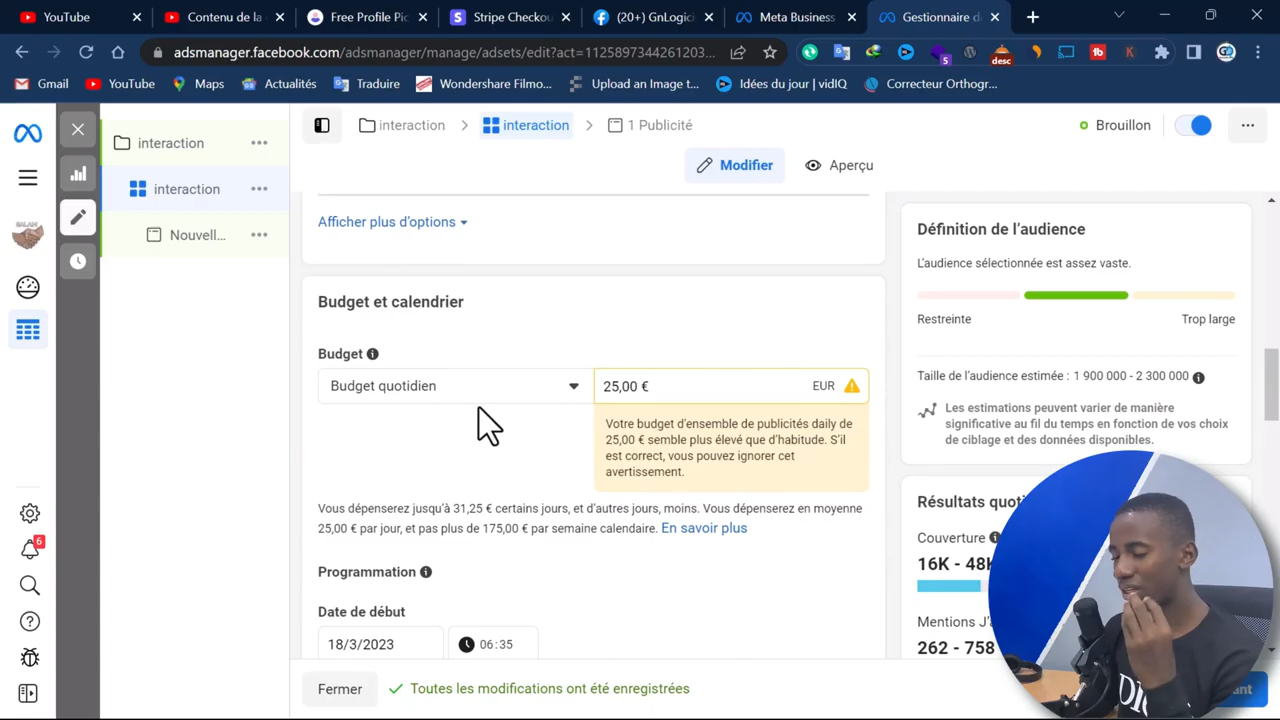 YouTube
Contenu de la
Free Profile Pic
Stripe Checkou
(20+) GnLogici
Meta Business
Gestionnaire d
adsmanager.facebook.com/adsmanager/manage/adsets/edit?act=1125897344261203...
5
desc
tb
K
Gmail
YouTube
Maps
Actualités
Traduire
Wondershare Filmo...
Upload an Image t...
Idées du jour | vidIQ
Correcteur Orthogr...
interaction
interaction
Nouvell...
interaction
interaction
1 Publicité
Brouillon
Modifier
Aperçu
Afficher plus d'options
Budget et calendrier
Budget
Budget quotidien
25,00 €
EUR
Votre budget d'ensemble de publicités daily de
25,00 € semble plus élevé que d'habitude. S'il
est correct, vous pouvez ignorer cet
avertissement.
Vous dépenserez jusqu'à 31,25 € certains jours, et d'autres jours, moins. Vous dépenserez en moyenne
25,00 € par jour, et pas plus de 175,00 € par semaine calendaire. En savoir plus
Programmation
Date de début
18/3/2023
06:35
Fermer
Toutes les modifications ont été enregistrées
Définition de l'audience
L'audience sélectionnée est assez vaste.
Restreinte
Trop large
Taille de l'audience estimée : 1 900 000 - 2 300 000
Les estimations peuvent varier de manière
significative au fil du temps en fonction de vos choix
de ciblage et des données disponibles.
Résultats quoti
Couverture
16K - 48K
Mentions J'a
262 - 758
6